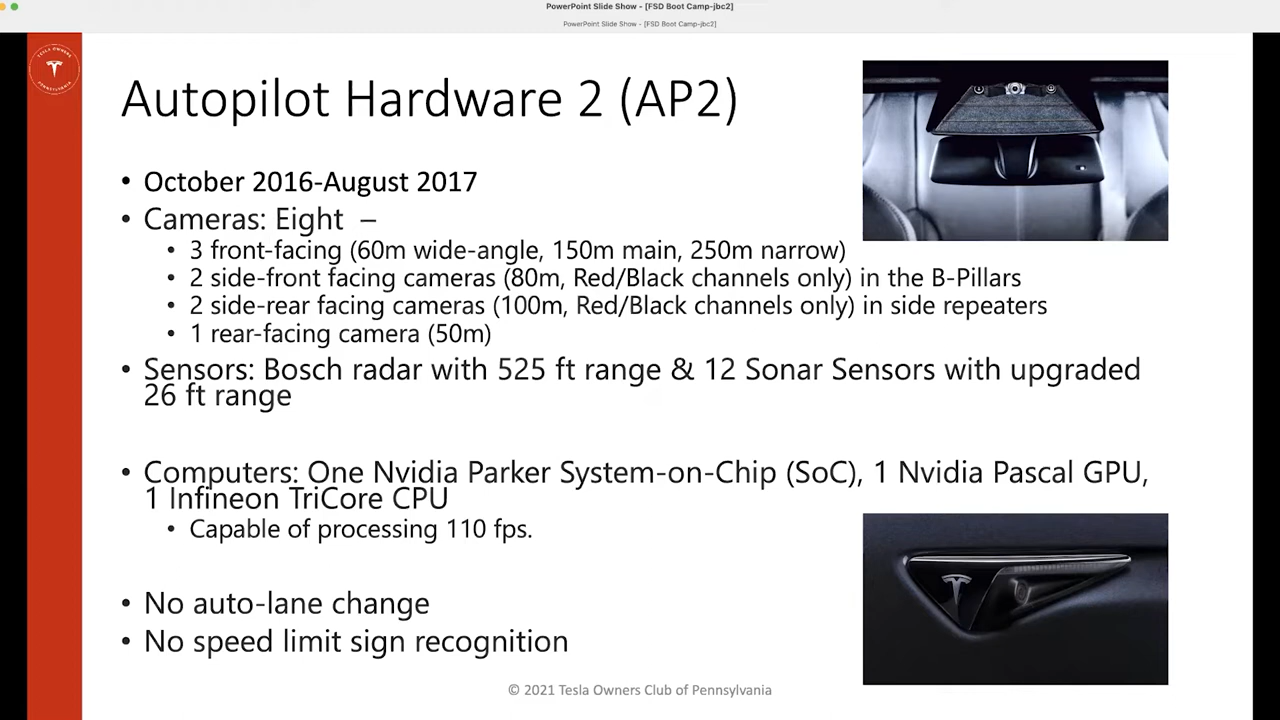 PowerPoint Slide Show - [FSD Boot Camp-jbc2]
PowerPoint Slide Show - [FSD Boot Camp-jbc2]
TESLA OWNERS
PENNSYLVANIA
Autopilot Hardware 2 (AP2)
• October 2016-August 2017
• Cameras: Eight –
• 3 front-facing (60m wide-angle, 150m main, 250m narrow)
• 2 side-front facing cameras (80m, Red/Black channels only) in the B-Pillars
• 2 side-rear facing cameras (100m, Red/Black channels only) in side repeaters
• 1 rear-facing camera (50m)
• Sensors: Bosch radar with 525 ft range & 12 Sonar Sensors with upgraded
26 ft range
• Computers: One Nvidia Parker System-on-Chip (SoC), 1 Nvidia Pascal GPU,
1 Infineon TriCore CPU
• Capable of processing 110 fps.
• No auto-lane change
• No speed limit sign recognition
© 2021 Tesla Owners Club of Pennsylvania